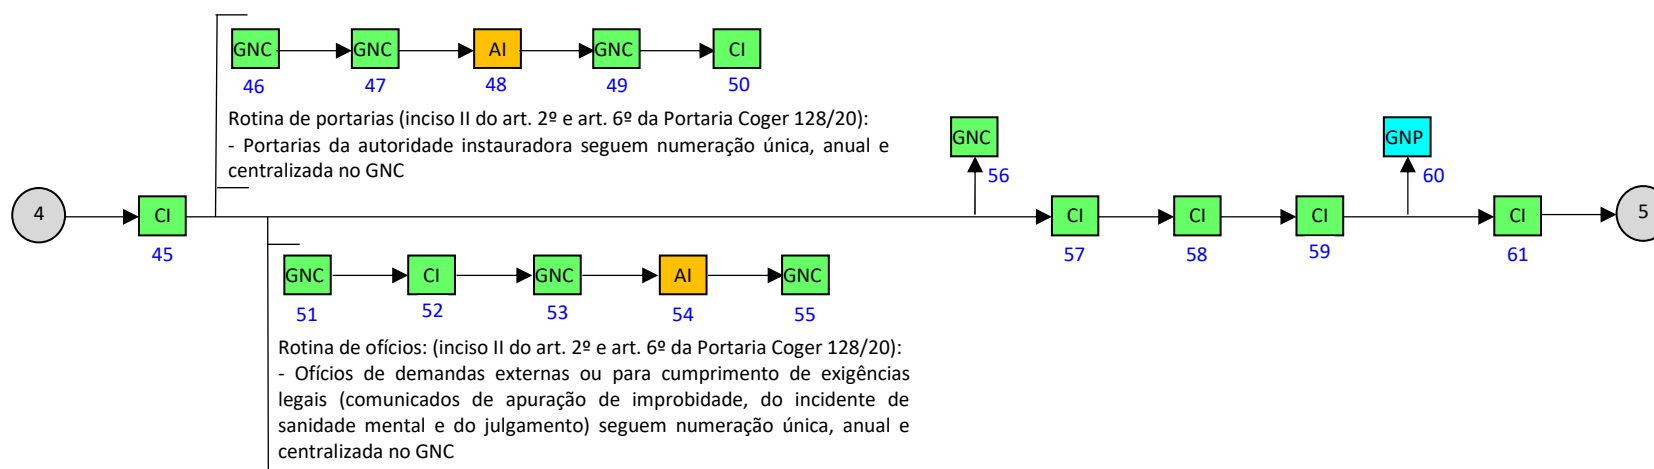 GNC GNC AI GNC CI
46 47 48 49 50
Rotina de portarias (inciso II do art. 2º e art. 6º da Portaria Coger 128/20):
- Portarias da autoridade instauradora seguem numeração única, anual e
centralizada no GNC
GNC GNP
56 60
4 CI CI CI CI CI 5
45 57 58 59 61
GNC CI GNC AI GNC
51 52 53 54 55
Rotina de ofícios: (inciso II do art. 2º e art. 6º da Portaria Coger 128/20):
- Ofícios de demandas externas ou para cumprimento de exigências
legais (comunicados de apuração de improbidade, do incidente de
sanidade mental e do julgamento) seguem numeração única, anual e
centralizada no GNC